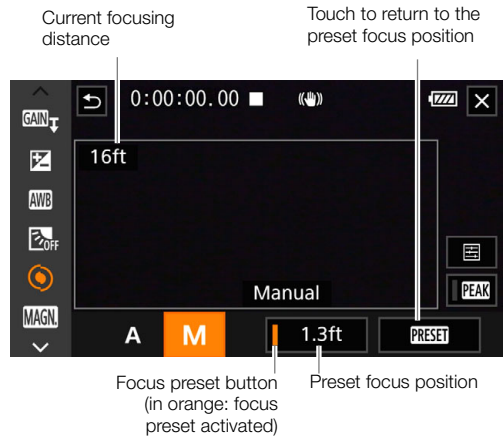 Current focusing
distance
Touch to return to the
preset focus position
0:00:00.00
GAIN
16ft
AWB
OFF
Manual
PEAK
MAGN.
A M 1.3ft PRESET
Focus preset button
(in orange: focus
preset activated)
Preset focus position